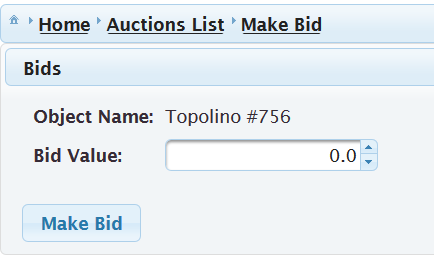 Home Auctions List Make Bid
Bids
Object Name: Topolino #756
Bid Value: 0.0
Make Bid